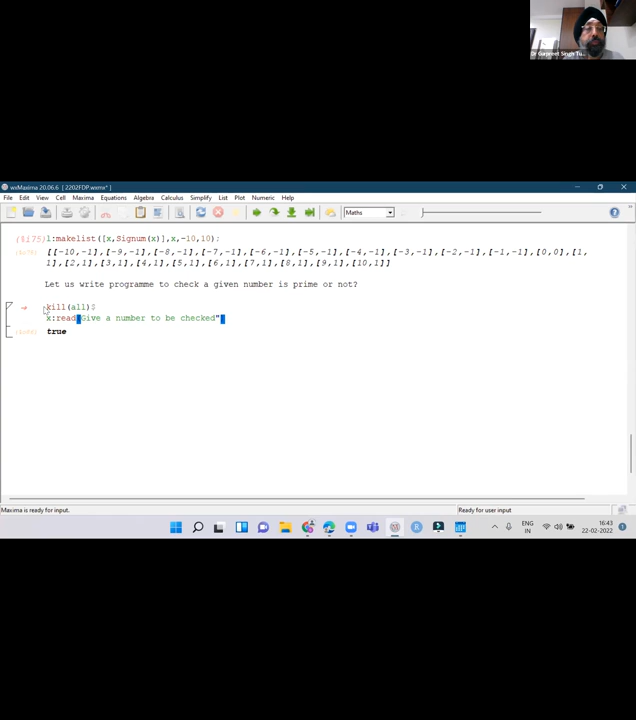 Dr Gurpreet Singh Tu...
wxMaxima 20.06.6 [ 2202FDP.wxmx* ]
File Edit View Cell Maxima Equations Algebra Calculus Simplify List Plot Numeric Help
Maths
(%i75) l:makelist([x,Signum(x)],x,-10,10);
[[-10,-1],[-9,-1],[-8,-1],[-7,-1],[-6,-1],[-5,-1],[-4,-1],[-3,-1],[-2,-1],[-1,-1],[0,0],[1,
1],[2,1],[3,1],[4,1],[5,1],[6,1],[7,1],[8,1],[9,1],[10,1]]
Let us write programme to check a given number is prime or not?
kill(all)$
x:read(Give a number to be checked")
true
Maxima is ready for input.
Ready for user input
ENG
IN
16:43
22-02-2022